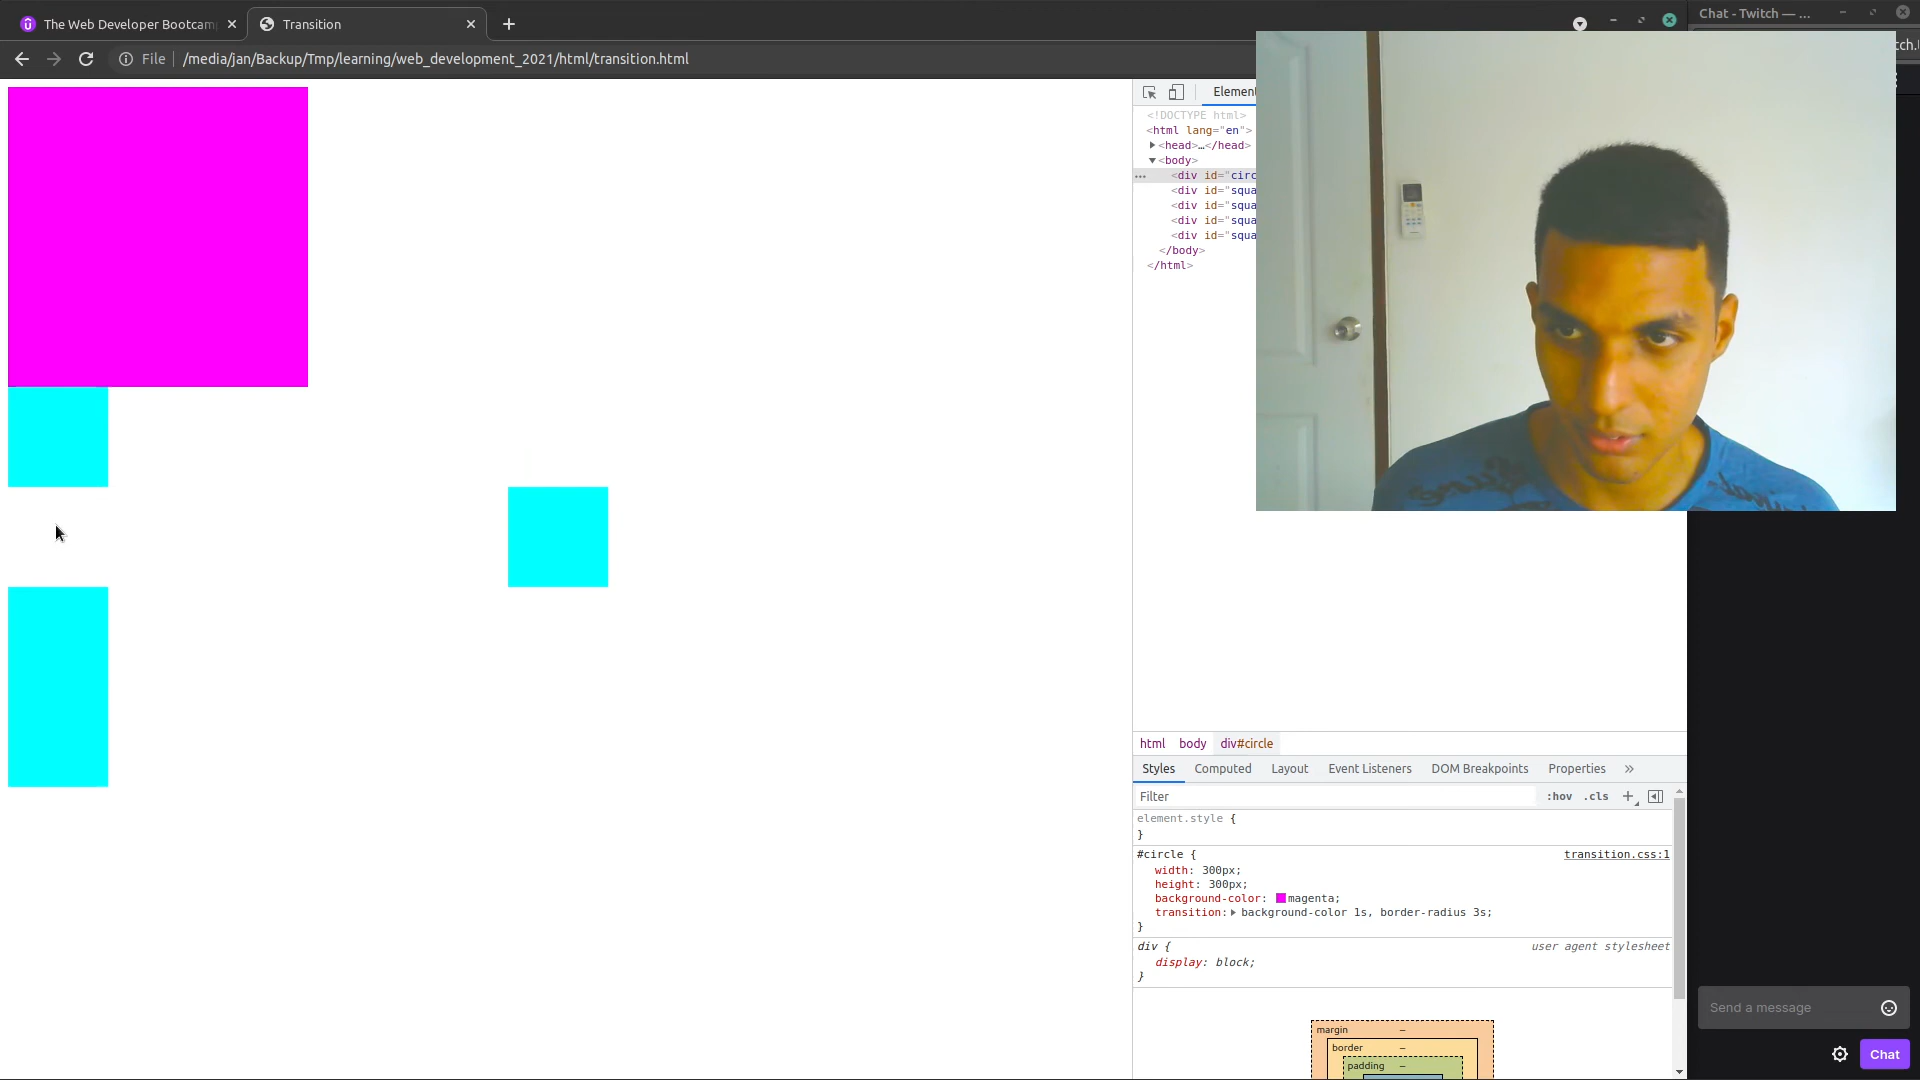 The Web Developer Bootcam
Transition
Chat - Twitch — ...
File
/media/jan/Backup/Tmp/learning/web_development_2021/html/transition.html
ch.
Element
<!DOCTYPE html>
<html lang="en">
<head>…</head>
<body>
<div id="circ
<div id="squa
<div id="squa
<div id="squa
<div id="squa
</body>
</html>
html body div#circle
Styles Computed Layout Event Listeners DOM Breakpoints Properties »
Filter :hov .cls +
element.style {
}
#circle { transition.css:1
width: 300px;
height: 300px;
background-color: magenta;
transition: background-color 1s, border-radius 3s;
}
div { user agent stylesheet
display: block;
}
margin –
border –
padding –
Send a message
Chat